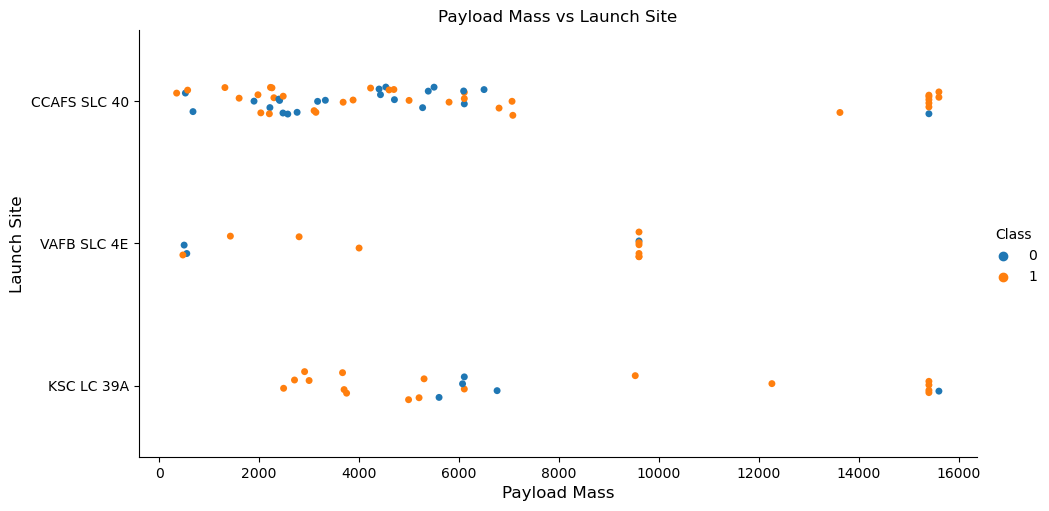 Payload Mass vs Launch Site
Launch Site
CCAFS SLC 40
VAFB SLC 4E
KSC LC 39A
0 2000 4000 6000 8000 10000 12000 14000 16000
Payload Mass
Class
0
1